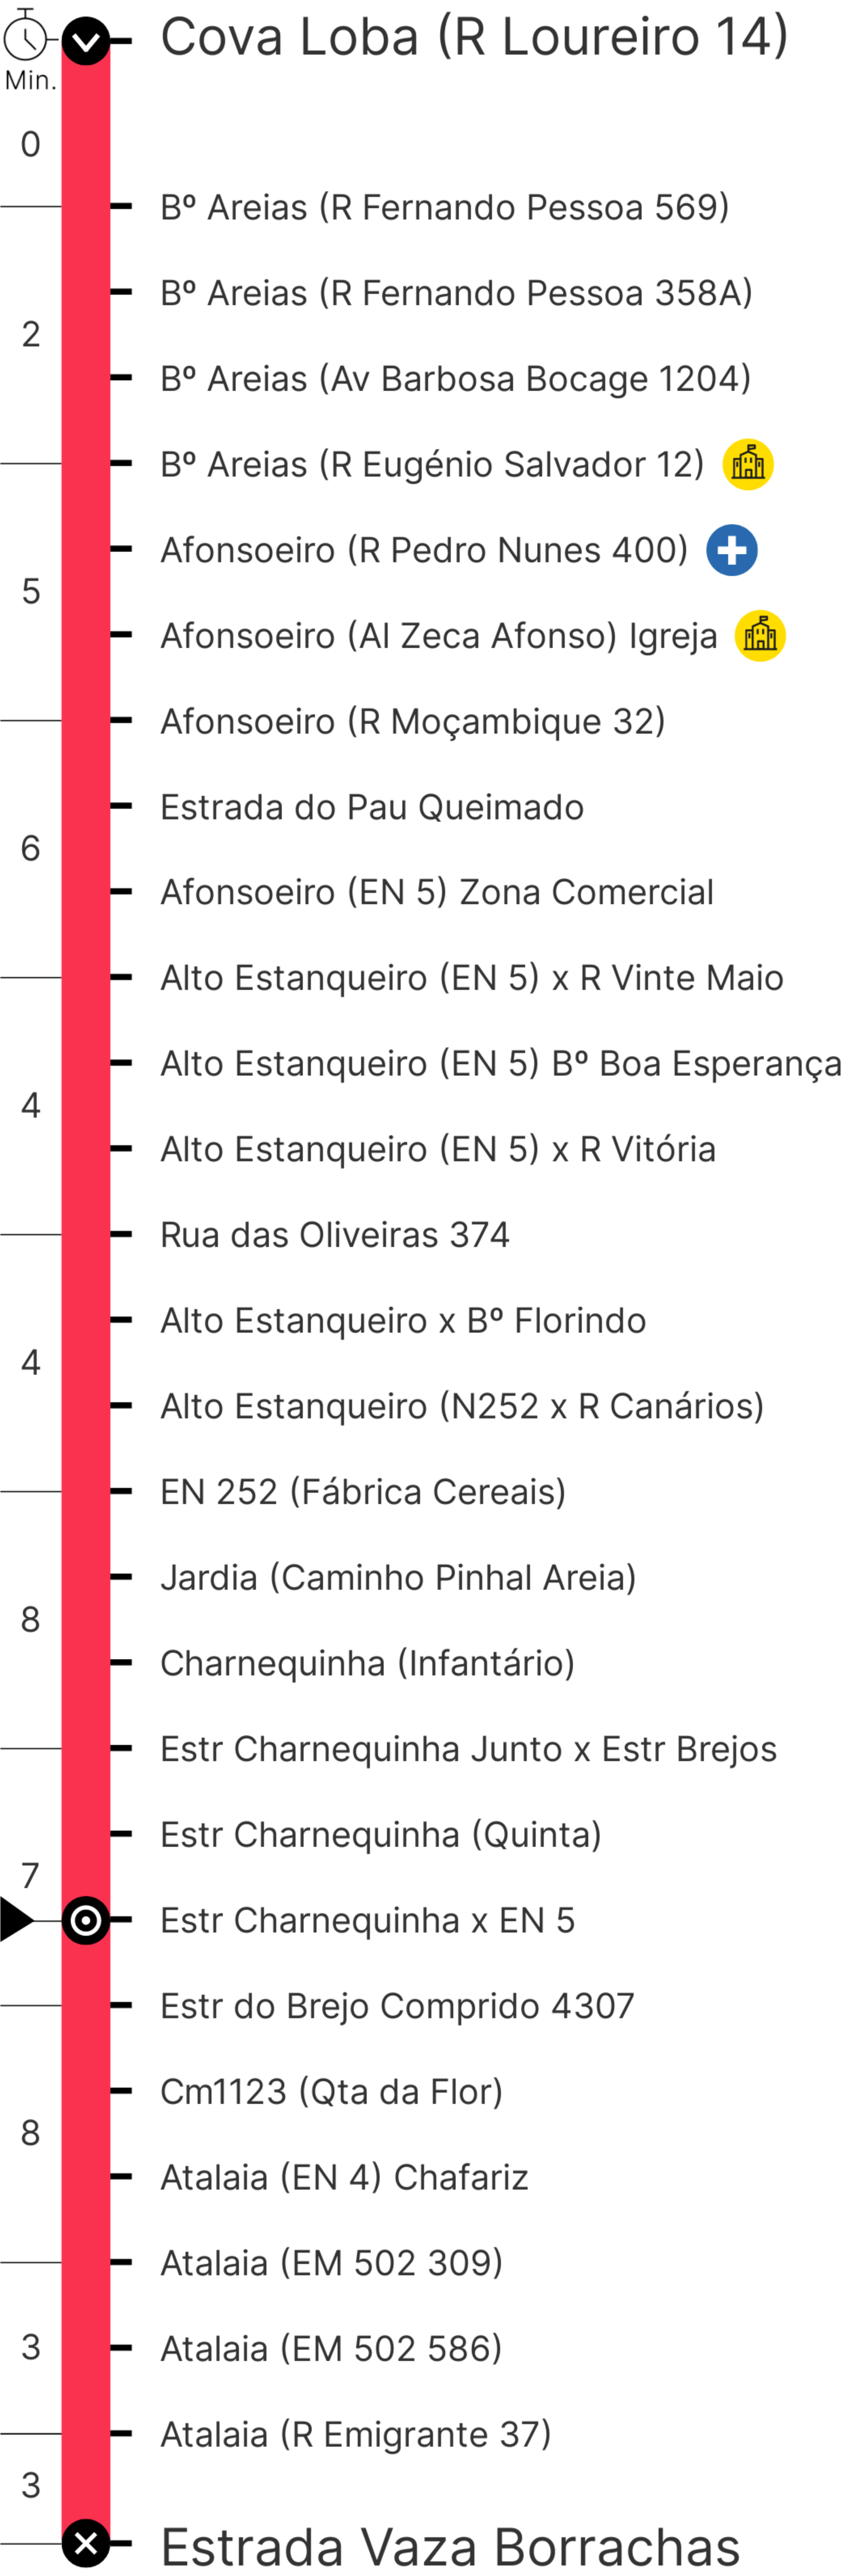 Cova Loba (R Loureiro 14)
Min.
0
Bº Areias (R Fernando Pessoa 569)
Bº Areias (R Fernando Pessoa 358A)
2
Bº Areias (Av Barbosa Bocage 1204)
Bº Areias (R Eugénio Salvador 12)
Afonsoeiro (R Pedro Nunes 400)
5
Afonsoeiro (Al Zeca Afonso) Igreja
Afonsoeiro (R Moçambique 32)
Estrada do Pau Queimado
6
Afonsoeiro (EN 5) Zona Comercial
Alto Estanqueiro (EN 5) x R Vinte Maio
Alto Estanqueiro (EN 5) Bº Boa Esperança
4
Alto Estanqueiro (EN 5) x R Vitória
Rua das Oliveiras 374
Alto Estanqueiro x Bº Florindo
4
Alto Estanqueiro (N252 x R Canários)
EN 252 (Fábrica Cereais)
Jardia (Caminho Pinhal Areia)
8
Charnequinha (Infantário)
Estr Charnequinha Junto x Estr Brejos
Estr Charnequinha (Quinta)
7
Estr Charnequinha x EN 5
Estr do Brejo Comprido 4307
Cm1123 (Qta da Flor)
8
Atalaia (EN 4) Chafariz
Atalaia (EM 502 309)
3
Atalaia (EM 502 586)
Atalaia (R Emigrante 37)
3
Estrada Vaza Borrachas